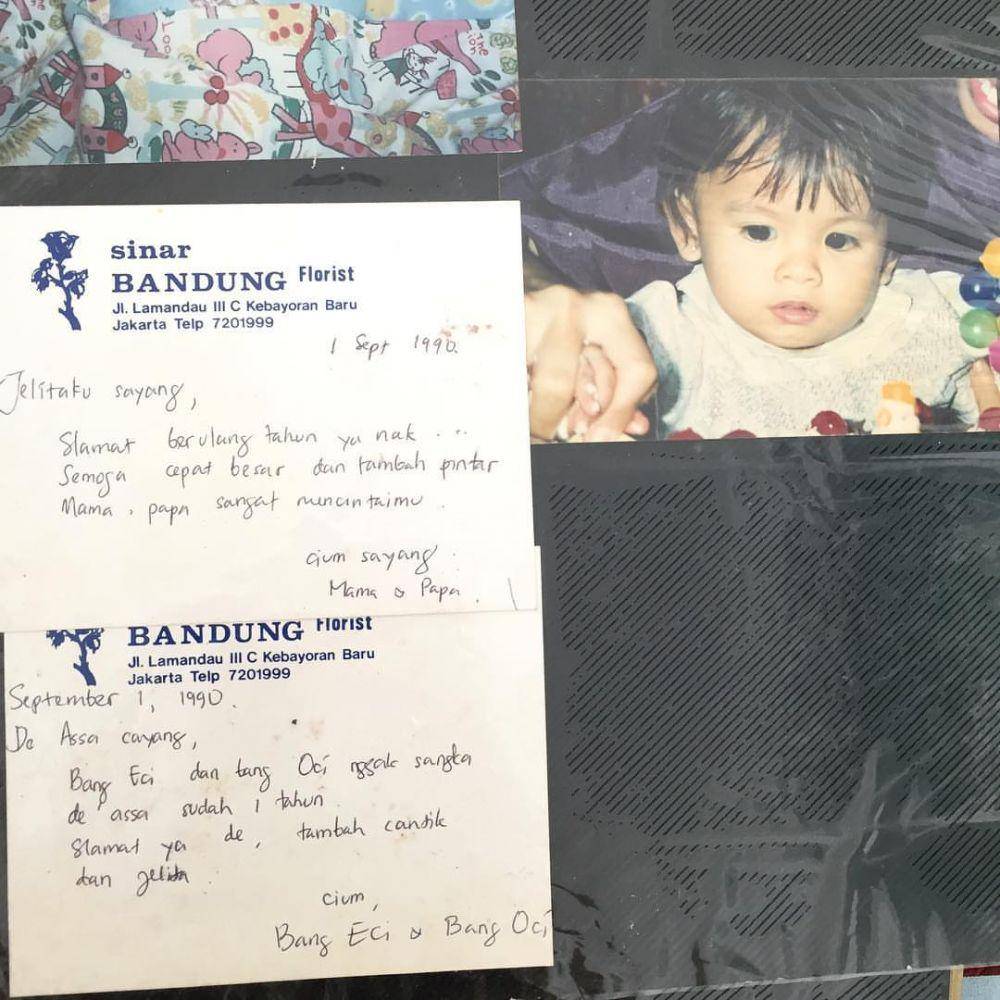 sinar
BANDUNG Florist
Jl. Lamandau III C Kebayoran Baru
Jakarta Telp 7201999
1 Sept 1990.
Jelitaku sayang,
Slamat berulang tahun ya nak ...
Semoga cepat besar dan tambah pintar
Mama, papa sangat mencintaimu.
cium sayang.
Mama & Papa.
BANDUNG Florist
Jl. Lamandau III C Kebayoran Baru
Jakarta Telp 7201999
September 1, 1990.
De Assa cayang,
Bang Eci dan bang Oci nggak sangka
de' assa sudah 1 tahun
Slamat ya de, tambah cantik
dan jelita.
cium,
Bang Eci & Bang Oci